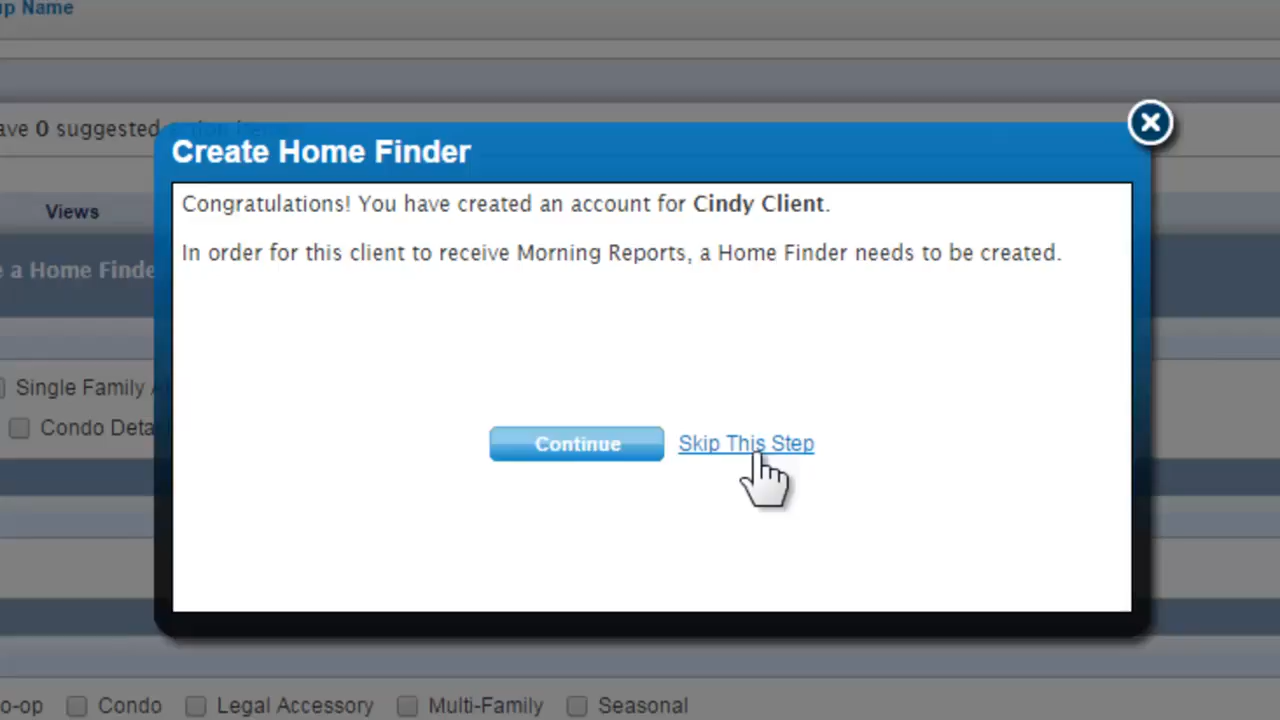 up Name
ave 0 suggested
Create Home Finder
Congratulations! You have created an account for Cindy Client.
Views
In order for this client to receive Morning Reports, a Home Finder needs to be created.
e a Home Finde
Single Family
Condo Deta
Continue Skip This Step
o-op Condo Legal Accessory Multi-Family Seasonal